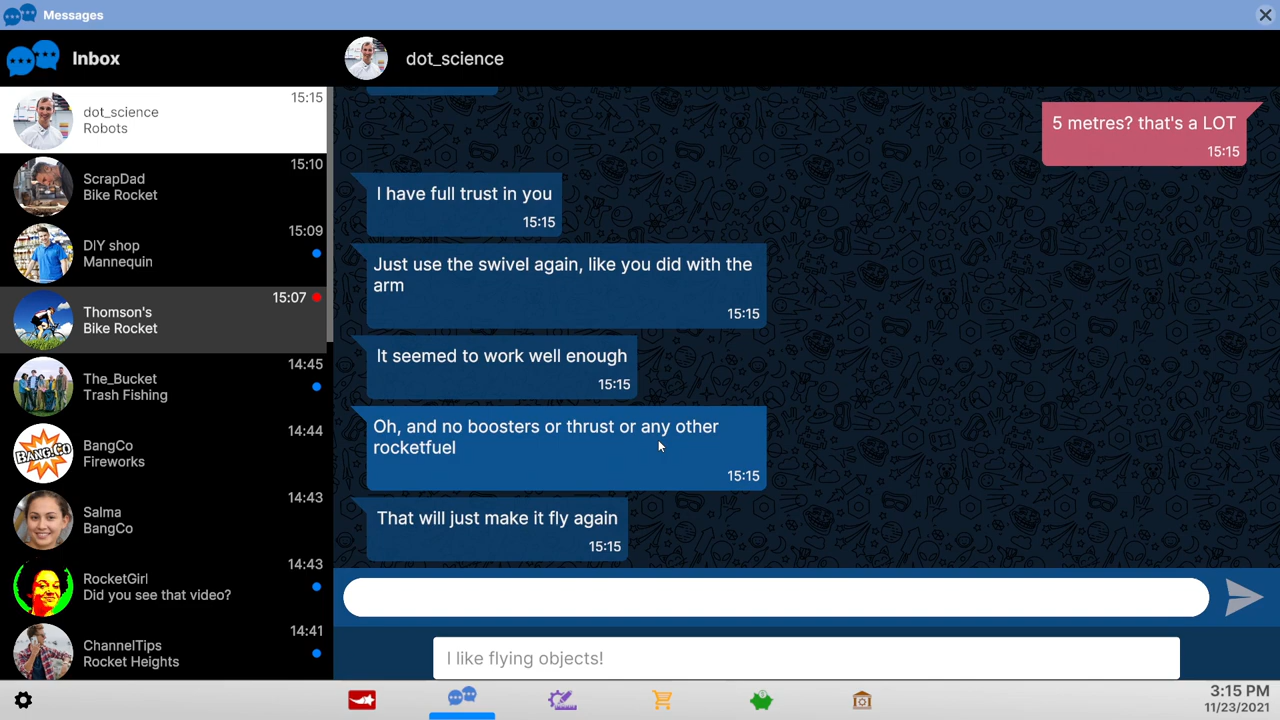 Messages
Inbox
dot_science
Robots
15:15
ScrapDad
Bike Rocket
15:10
DIY shop
Mannequin
15:09
Thomson's
Bike Rocket
15:07
The_Bucket
Trash Fishing
14:45
BANG.CO
BangCo
Fireworks
14:44
Salma
BangCo
14:43
RocketGirl
Did you see that video?
14:43
ChannelTips
Rocket Heights
14:41
dot_science
5 metres? that's a LOT
15:15
I have full trust in you
15:15
Just use the swivel again, like you did with the
arm
15:15
It seemed to work well enough
15:15
Oh, and no boosters or thrust or any other
rocketfuel
15:15
That will just make it fly again
15:15
I like flying objects!
3:15 PM
11/23/2021